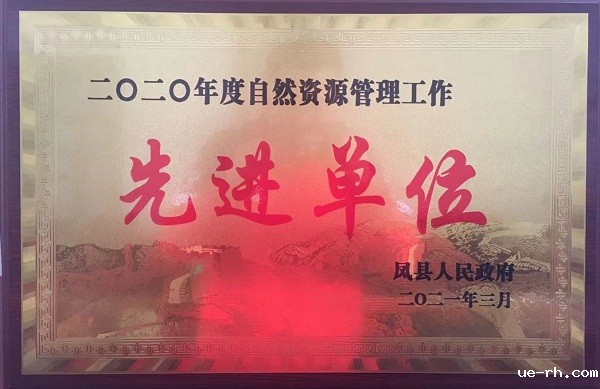 二〇二〇年度自然资源管理工作
先进单位
凤县人民政府
二〇二一年三月
ue-rh.com